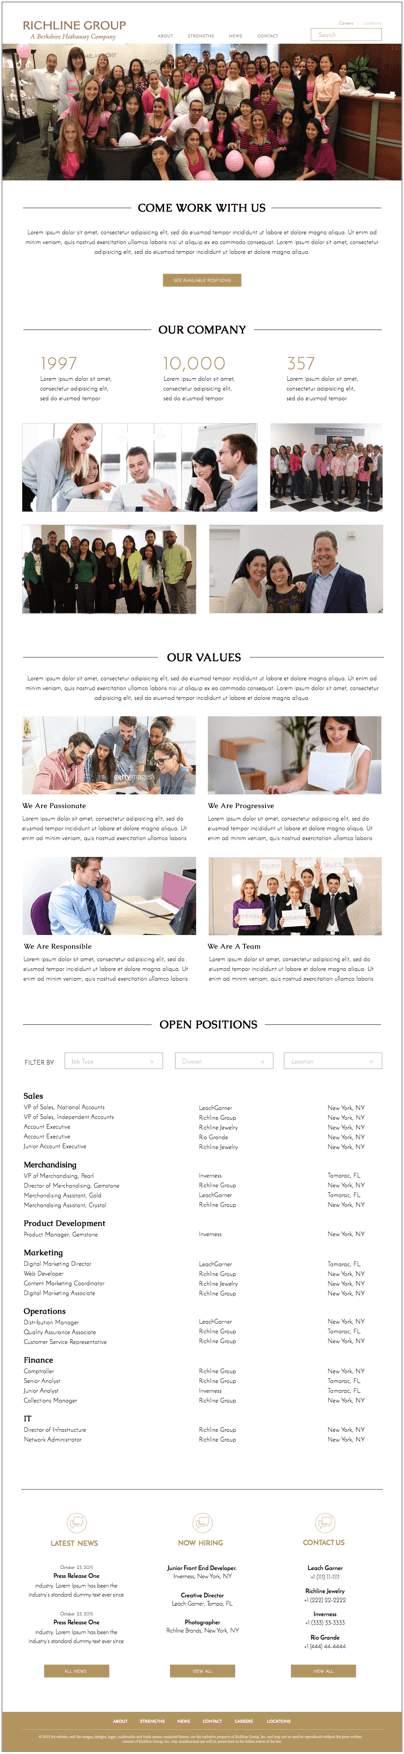 RICHLINE GROUP
A Berkshire Hathaway Company
Careers | Locations
ABOUT STRENGTHS NEWS CONTACT
Search
COME WORK WITH US
Lorem ipsum dolor sit amet, consectetur adipisicing elit, sed do eiusmod tempor incididunt ut labore et dolore magna aliqua. Ut enim ad
minim veniam, quis nostrud exercitation ullamco laboris nisi ut aliquip ex ea commodo consequat. Lorem ipsum dolor sit amet, consectetur
adipisicing elit, sed do eiusmod tempor incididunt ut labore et dolore magna aliqua.
SEE AVAILABLE POSITIONS
OUR COMPANY
1997
Lorem ipsum dolor sit amet,
consectetur adipisicing elit,
sed do eiusmod tempor
10,000
Lorem ipsum dolor sit amet,
consectetur adipisicing elit,
sed do eiusmod tempor
357
Lorem ipsum dolor sit amet,
consectetur adipisicing elit,
sed do eiusmod tempor
OUR VALUES
Lorem ipsum dolor sit amet, consectetur adipisicing elit, sed do eiusmod tempor incididunt ut labore et dolore magna aliqua. Ut enim ad
minim veniam, quis nostrud exercitation ullamco laboris nisi ut aliquip ex ea commodo consequat. Lorem ipsum dolor sit amet, consectetur
adipisicing elit, sed do eiusmod tempor incididunt ut labore et dolore magna aliqua.
gettyimages
We Are Passionate
Lorem ipsum dolor sit amet, consectetur adipisicing elit, sed do
eiusmod tempor incididunt ut labore et dolore magna aliqua. Ut
enim ad minim veniam, quis nostrud exercitation ullamco laboris
We Are Progressive
Lorem ipsum dolor sit amet, consectetur adipisicing elit, sed do
eiusmod tempor incididunt ut labore et dolore magna aliqua. Ut
enim ad minim veniam, quis nostrud exercitation ullamco laboris
We Are Responsible
Lorem ipsum dolor sit amet, consectetur adipisicing elit, sed do
eiusmod tempor incididunt ut labore et dolore magna aliqua. Ut
enim ad minim veniam, quis nostrud exercitation ullamco laboris
SALES
We Are A Team
Lorem ipsum dolor sit amet, consectetur adipisicing elit, sed do
eiusmod tempor incididunt ut labore et dolore magna aliqua. Ut
enim ad minim veniam, quis nostrud exercitation ullamco laboris
OPEN POSITIONS
FILTER BY Job Type Division Location
Sales
VP of Sales, National Accounts LeachGarner New York, NY
VP of Sales, Independent Accounts Richline Group New York, NY
Account Executive Richline Jewelry New York, NY
Account Executive Rio Grande New York, NY
Junior Account Executive Richline Jewelry New York, NY
Merchandising
VP of Merchandising, Pearl Inverness Tamarac, FL
Director of Merchandising, Gemstone Richline Group New York, NY
Merchandising Assistant, Gold LeachGarner Tamarac, FL
Merchandising Assistant, Crystal Richline Group New York, NY
Product Development
Product Manager, Gemstone Inverness New York, NY
Marketing
Digital Marketing Director LeachGarner Tamarac, FL
Web Developer Richline Group New York, NY
Content Marketing Coordinator Richline Jewelry New York, NY
Digital Marketing Associate Richline Group New York, NY
Operations
Distribution Manager LeachGarner New York, NY
Quality Assurance Associate Richline Group Tamarac, FL
Customer Service Representative Richline Group New York, NY
Finance
Comptroller Richline Group New York, NY
Senior Analyst Richline Group Tamarac, FL
Junior Analyst Inverness Tamarac, FL
Collections Manager Richline Group New York, NY
IT
Director of Infrastructure Richline Group New York, NY
Network Administrator Richline Group New York, NY
LATEST NEWS
October 23, 2015
Press Release One
industry. Lorem Ipsum has been the
industry's standard dummy text ever since
October 23, 2015
Press Release One
industry. Lorem Ipsum has been the
industry's standard dummy text ever since
ALL NEWS
NOW HIRING
Junior Front End Developer,
Inverness, New York, NY
Creative Director
Leach Garner, Tampa, FL
Photographer
Richline Brands, New York, NY
VIEW ALL
CONTACT US
Leach Garner
+1 (111) 11-1111
Richline Jewelry
+1 (222) 22-2222
Inverness
+1 (333) 33-3333
Rio Grande
+1 (444) 44-4444
VIEW ALL
ABOUT STRENGTHS NEWS CONTACT CAREERS LOCATIONS